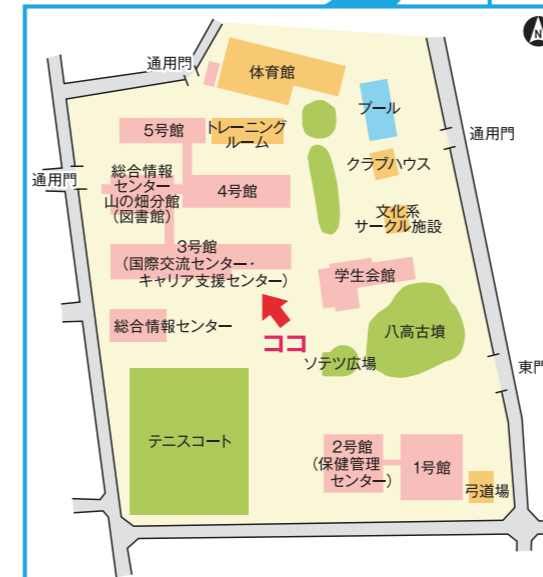 N
体育館
通用門
プール
5号館
トレーニング
ルーム
通用門
クラブハウス
総合情報
センター
山の畑分館
(図書館)
通用門
4号館
文化系
サークル施設
3号館
(国際交流センター・
キャリア支援センター)
学生会館
総合情報センター
ココ
八高古墳
ソテツ広場
東門
テニスコート
2号館
(保健管理
センター)
1号館
弓道場